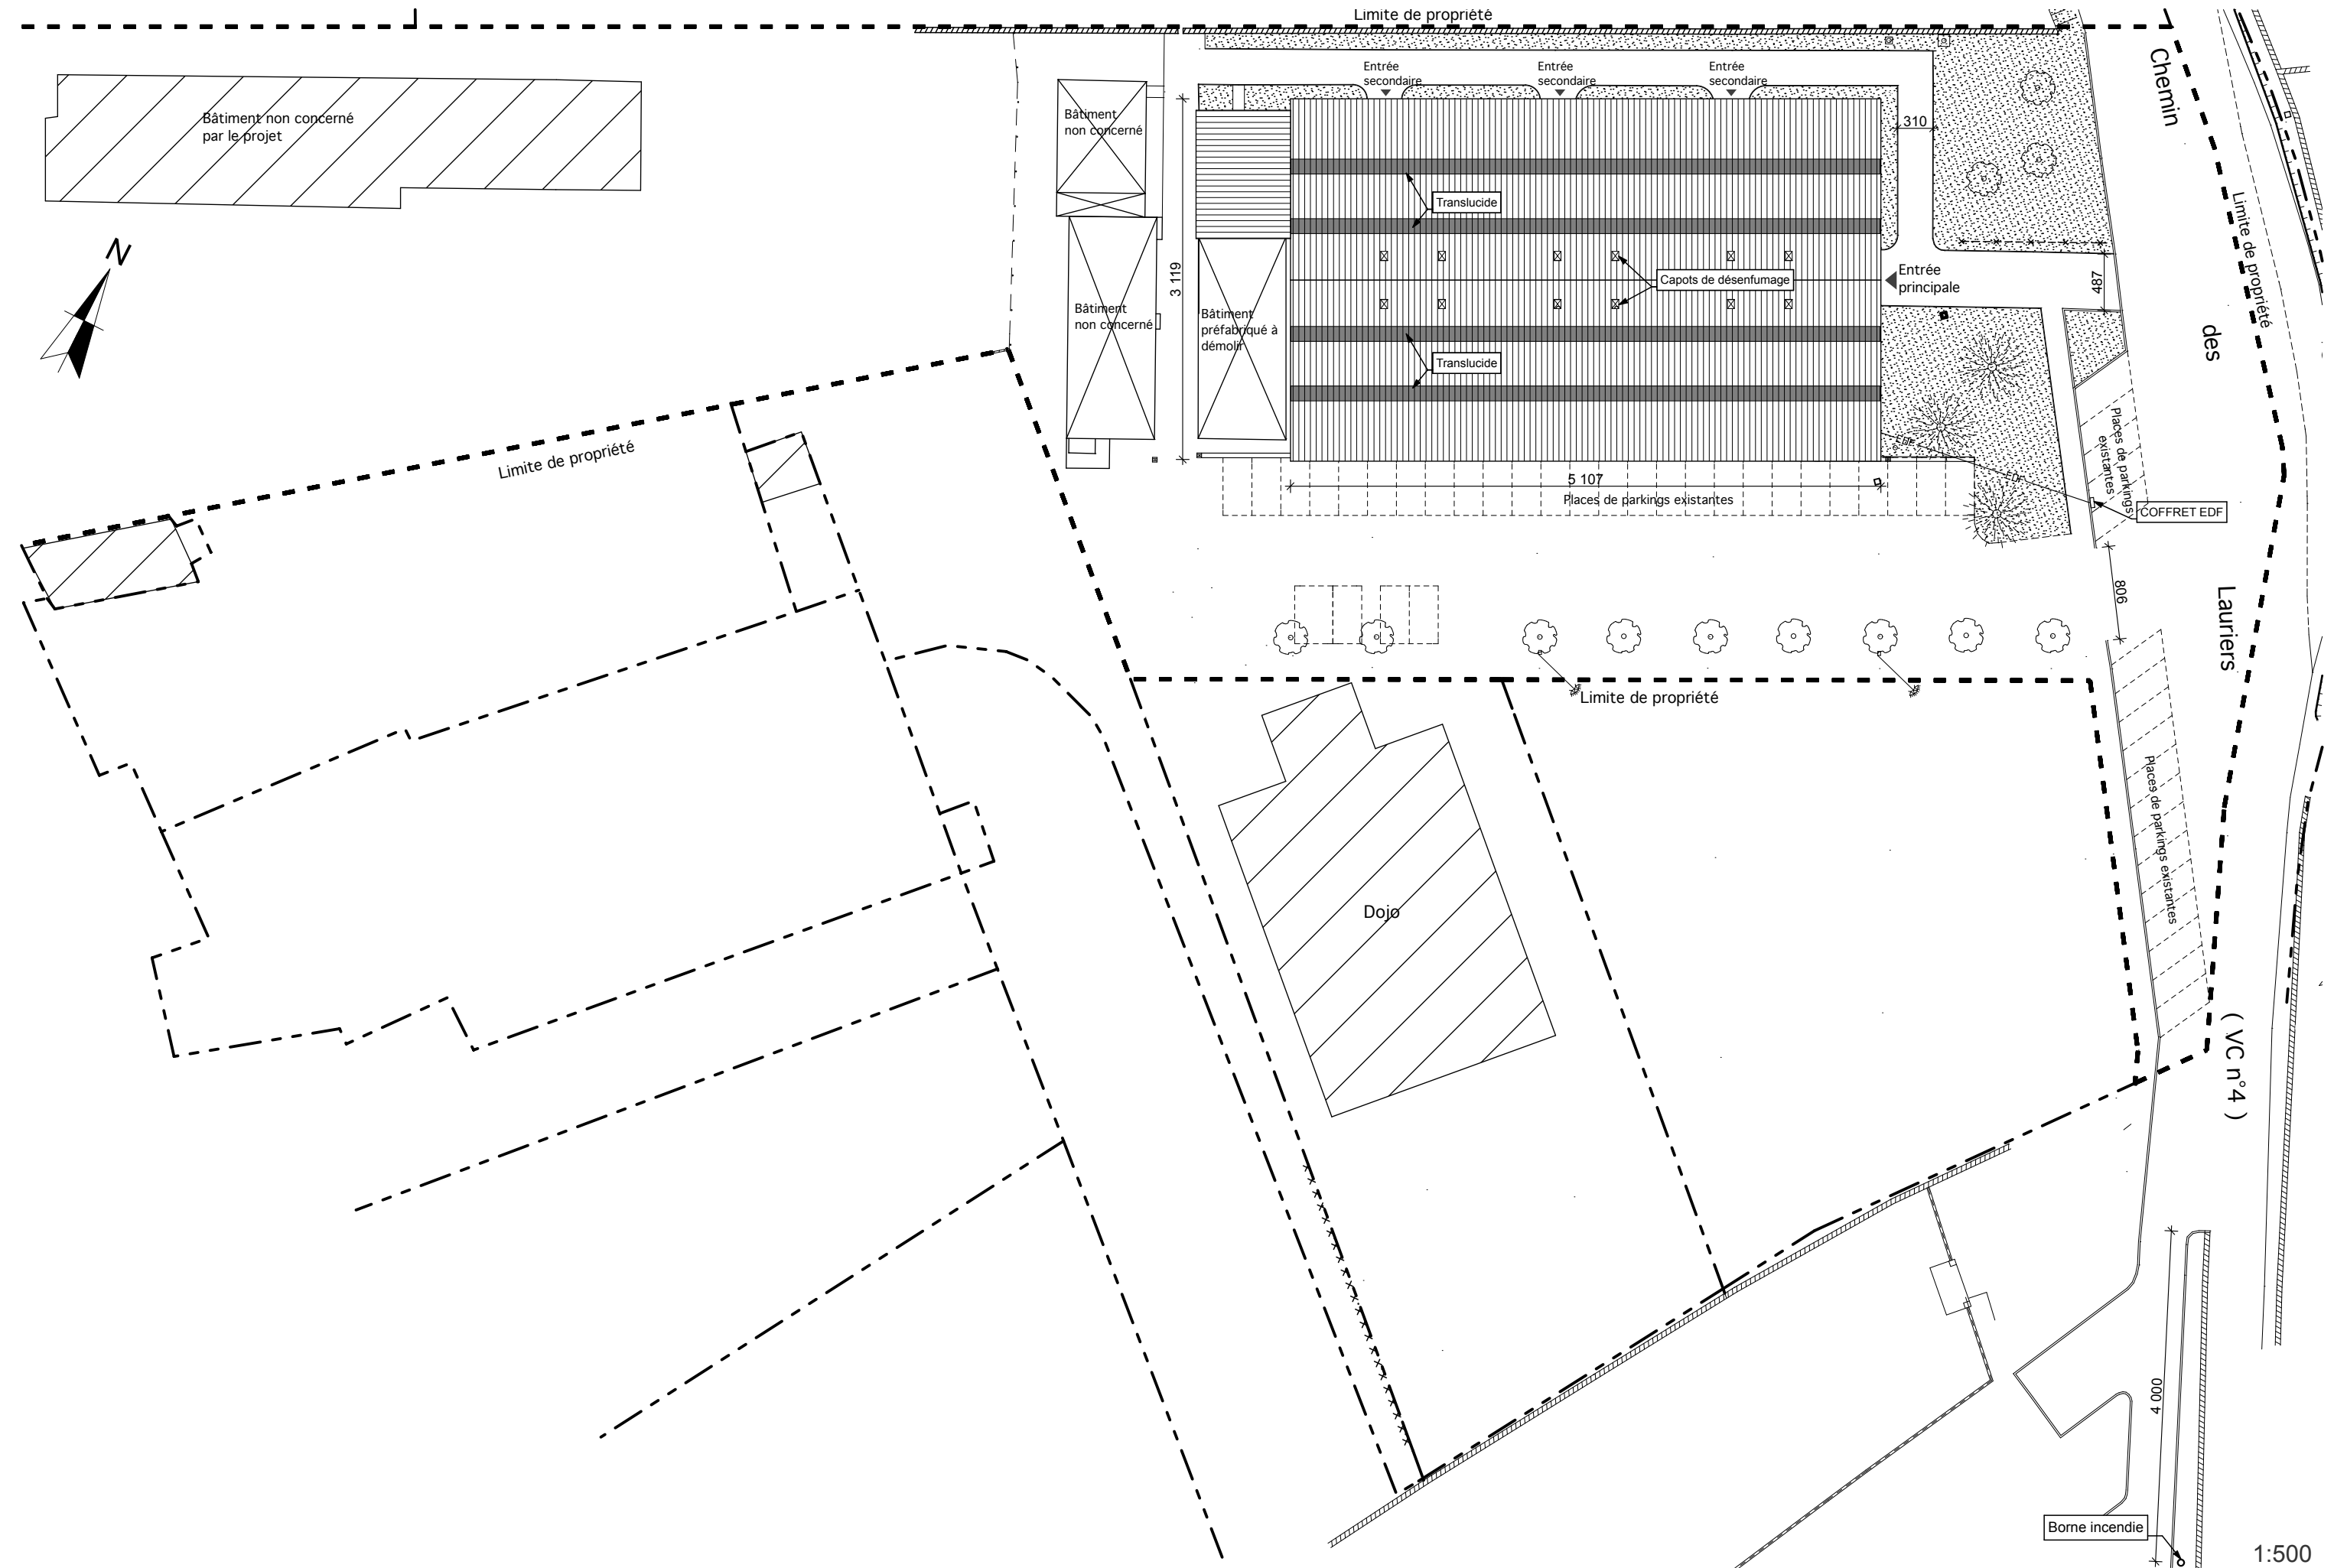 Limite de propriété
Chemin
Bâtiment non concerné
par le projet
Bâtiment
non concerné
Entrée
secondaire
Entrée
secondaire
Entrée
secondaire
310
Translucide
Limite de propriété
N
3 119
Capots de désenfumage
Entrée
principale
487
Bâtiment
non concerné
Bâtiment
préfabriqué à
démolir
des
Translucide
Limite de propriété
5 107
Places de parkings existantes
EDF
EDF
Places de parkings
existantes
COFFRET EDF
806
Lauriers
Limite de propriété
Places de parkings existantes
Dojo
( VC n°4 )
4 000
Borne incendie
1:500